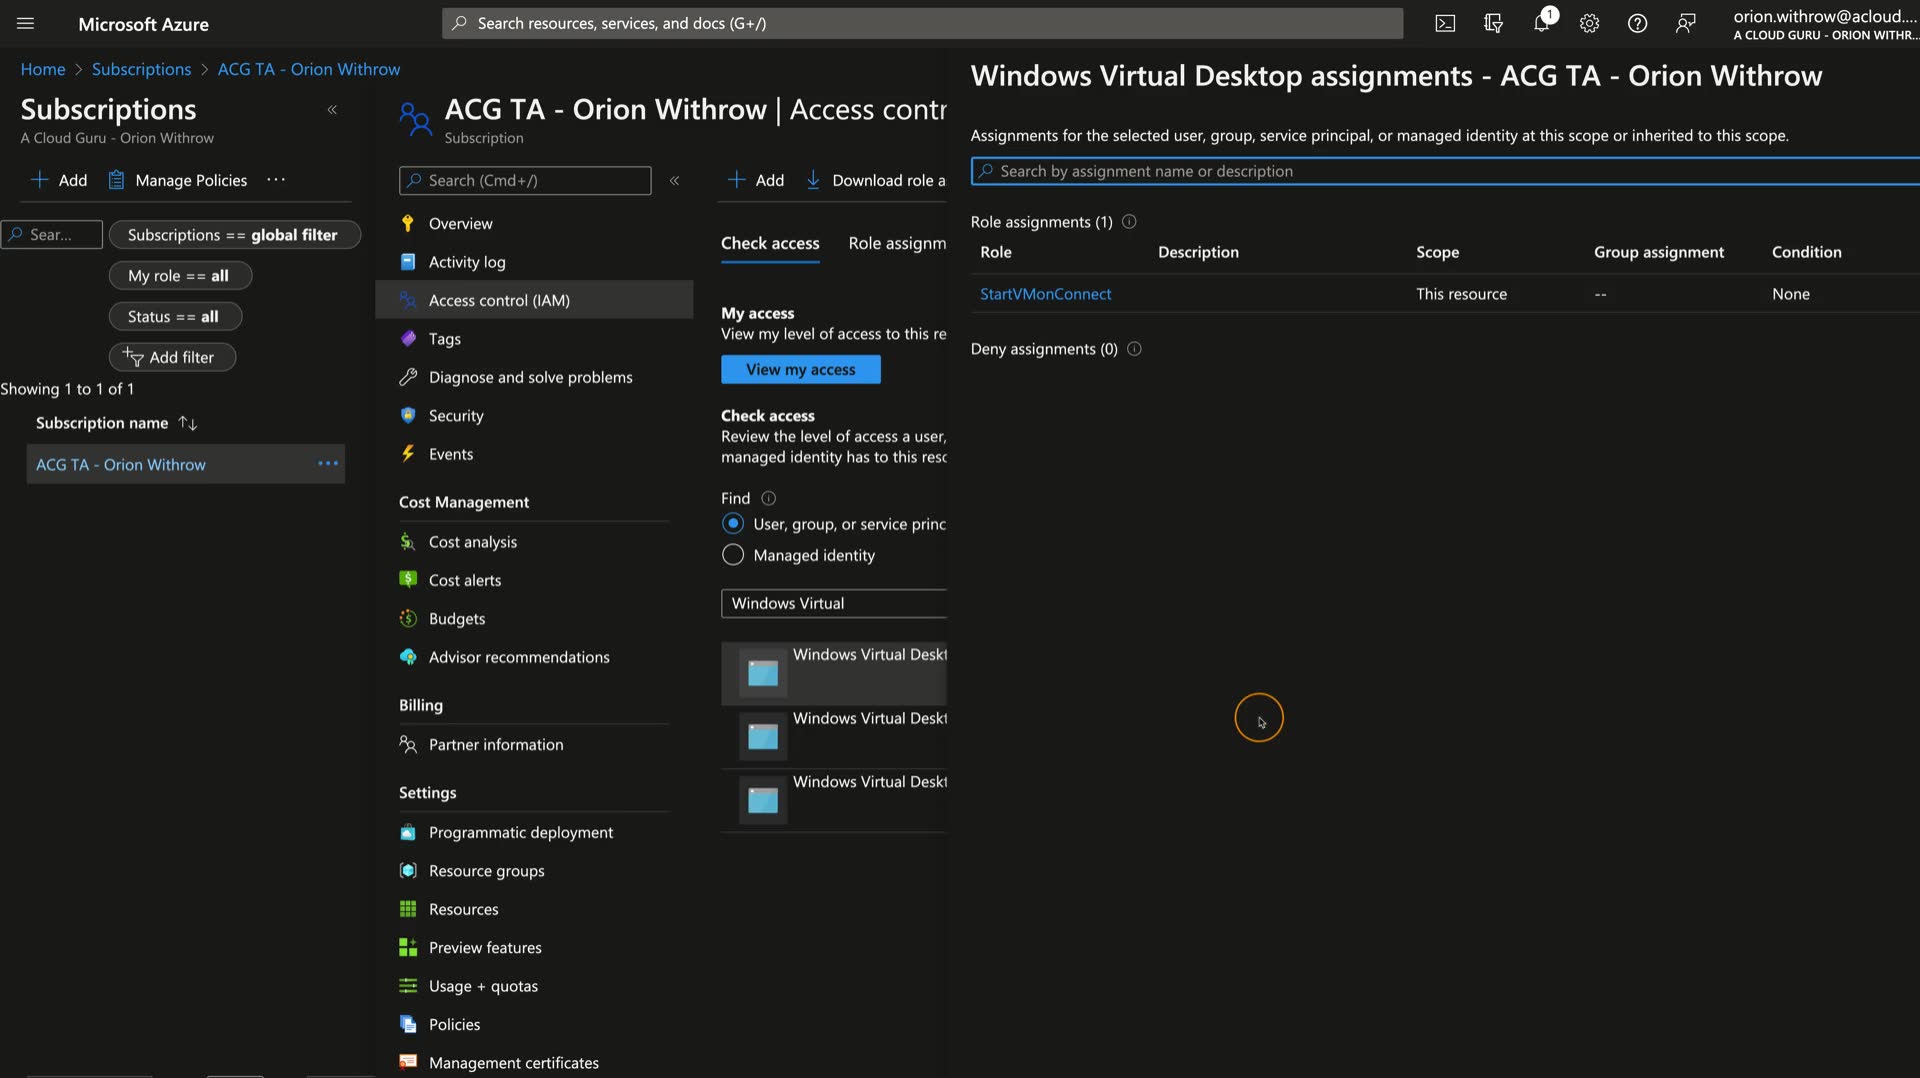 Microsoft Azure
Search resources, services, and docs (G+/)
1
orion.withrow@acloud....
A CLOUD GURU - ORION WITHR...
Home > Subscriptions > ACG TA - Orion Withrow
Subscriptions
«
A Cloud Guru - Orion Withrow
+ Add
Manage Policies
...
Sear...
Subscriptions == global filter
My role == all
Status == all
Add filter
Showing 1 to 1 of 1
Subscription name ↑↓
ACG TA - Orion Withrow
...
ACG TA - Orion Withrow | Access contr
Subscription
Search (Cmd+/)
«
Overview
Activity log
Access control (IAM)
Tags
Diagnose and solve problems
Security
Events
Cost Management
Cost analysis
Cost alerts
Budgets
Advisor recommendations
Billing
Partner information
Settings
Programmatic deployment
Resource groups
Resources
Preview features
Usage + quotas
Policies
Management certificates
+ Add
Download role a
Check access
Role assignm
My access
View my level of access to this re
View my access
Check access
Review the level of access a user,
managed identity has to this reso
Find
User, group, or service princ
Managed identity
Windows Virtual
Windows Virtual Deskt
Windows Virtual Deskt
Windows Virtual Deskt
Windows Virtual Desktop assignments - ACG TA - Orion Withrow
Assignments for the selected user, group, service principal, or managed identity at this scope or inherited to this scope.
Search by assignment name or description
Role assignments (1)
Role Description Scope Group assignment Condition
StartVMonConnect This resource -- None
Deny assignments (0)